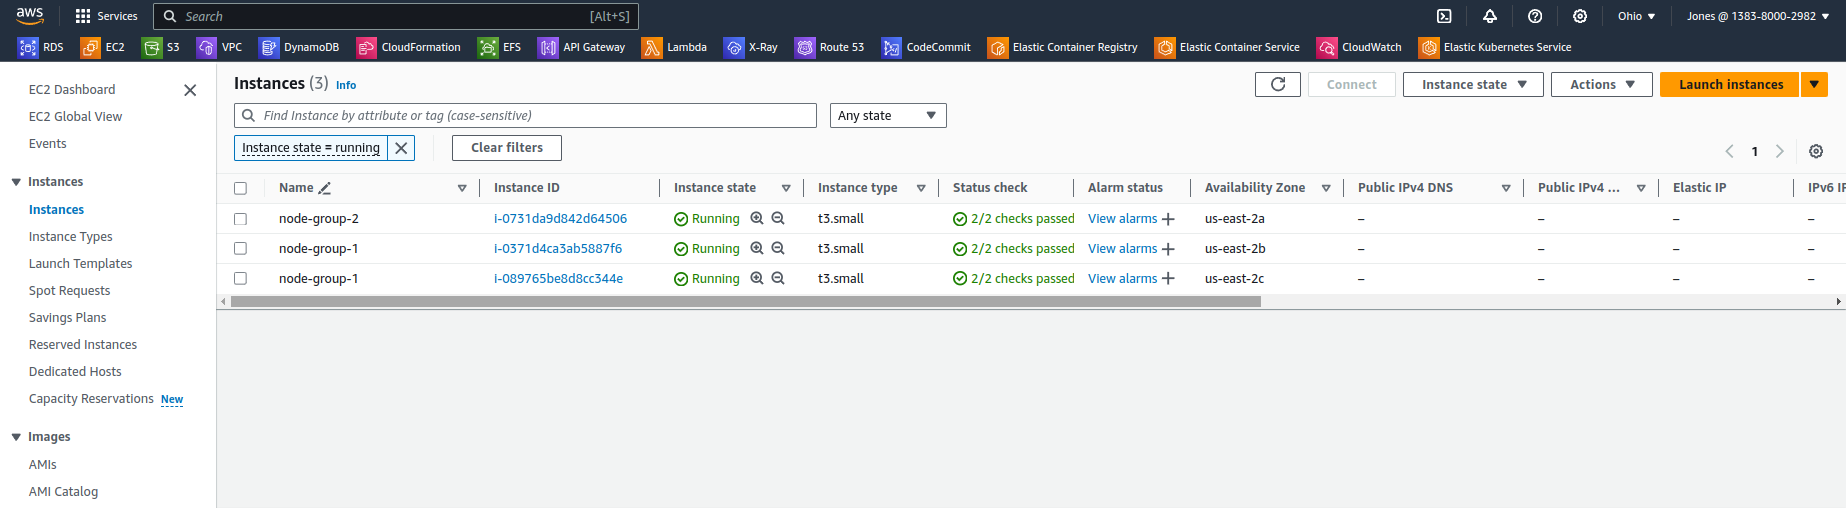 aws Services Search [Alt+S] Ohio Jones @ 1383-8000-2982
RDS EC2 S3 VPC DynamoDB CloudFormation EFS API Gateway Lambda X-Ray Route 53 CodeCommit Elastic Container Registry Elastic Container Service CloudWatch Elastic Kubernetes Service
EC2 Dashboard
EC2 Global View
Events
Instances
Instances
Instance Types
Launch Templates
Spot Requests
Savings Plans
Reserved Instances
Dedicated Hosts
Capacity Reservations New
Images
AMIs
AMI Catalog
Instances (3) Info Connect Instance state Actions Launch instances
Find Instance by attribute or tag (case-sensitive) Any state
Instance state = running Clear filters 1
Name Instance ID Instance state Instance type Status check Alarm status Availability Zone Public IPv4 DNS Public IPv4 ... Elastic IP IPv6 IP
node-group-2 i-0731da9d842d64506 Running t3.small 2/2 checks passed View alarms + us-east-2a – – – –
node-group-1 i-0371d4ca3ab5887f6 Running t3.small 2/2 checks passed View alarms + us-east-2b – – – –
node-group-1 i-089765be8d8cc344e Running t3.small 2/2 checks passed View alarms + us-east-2c – – – –